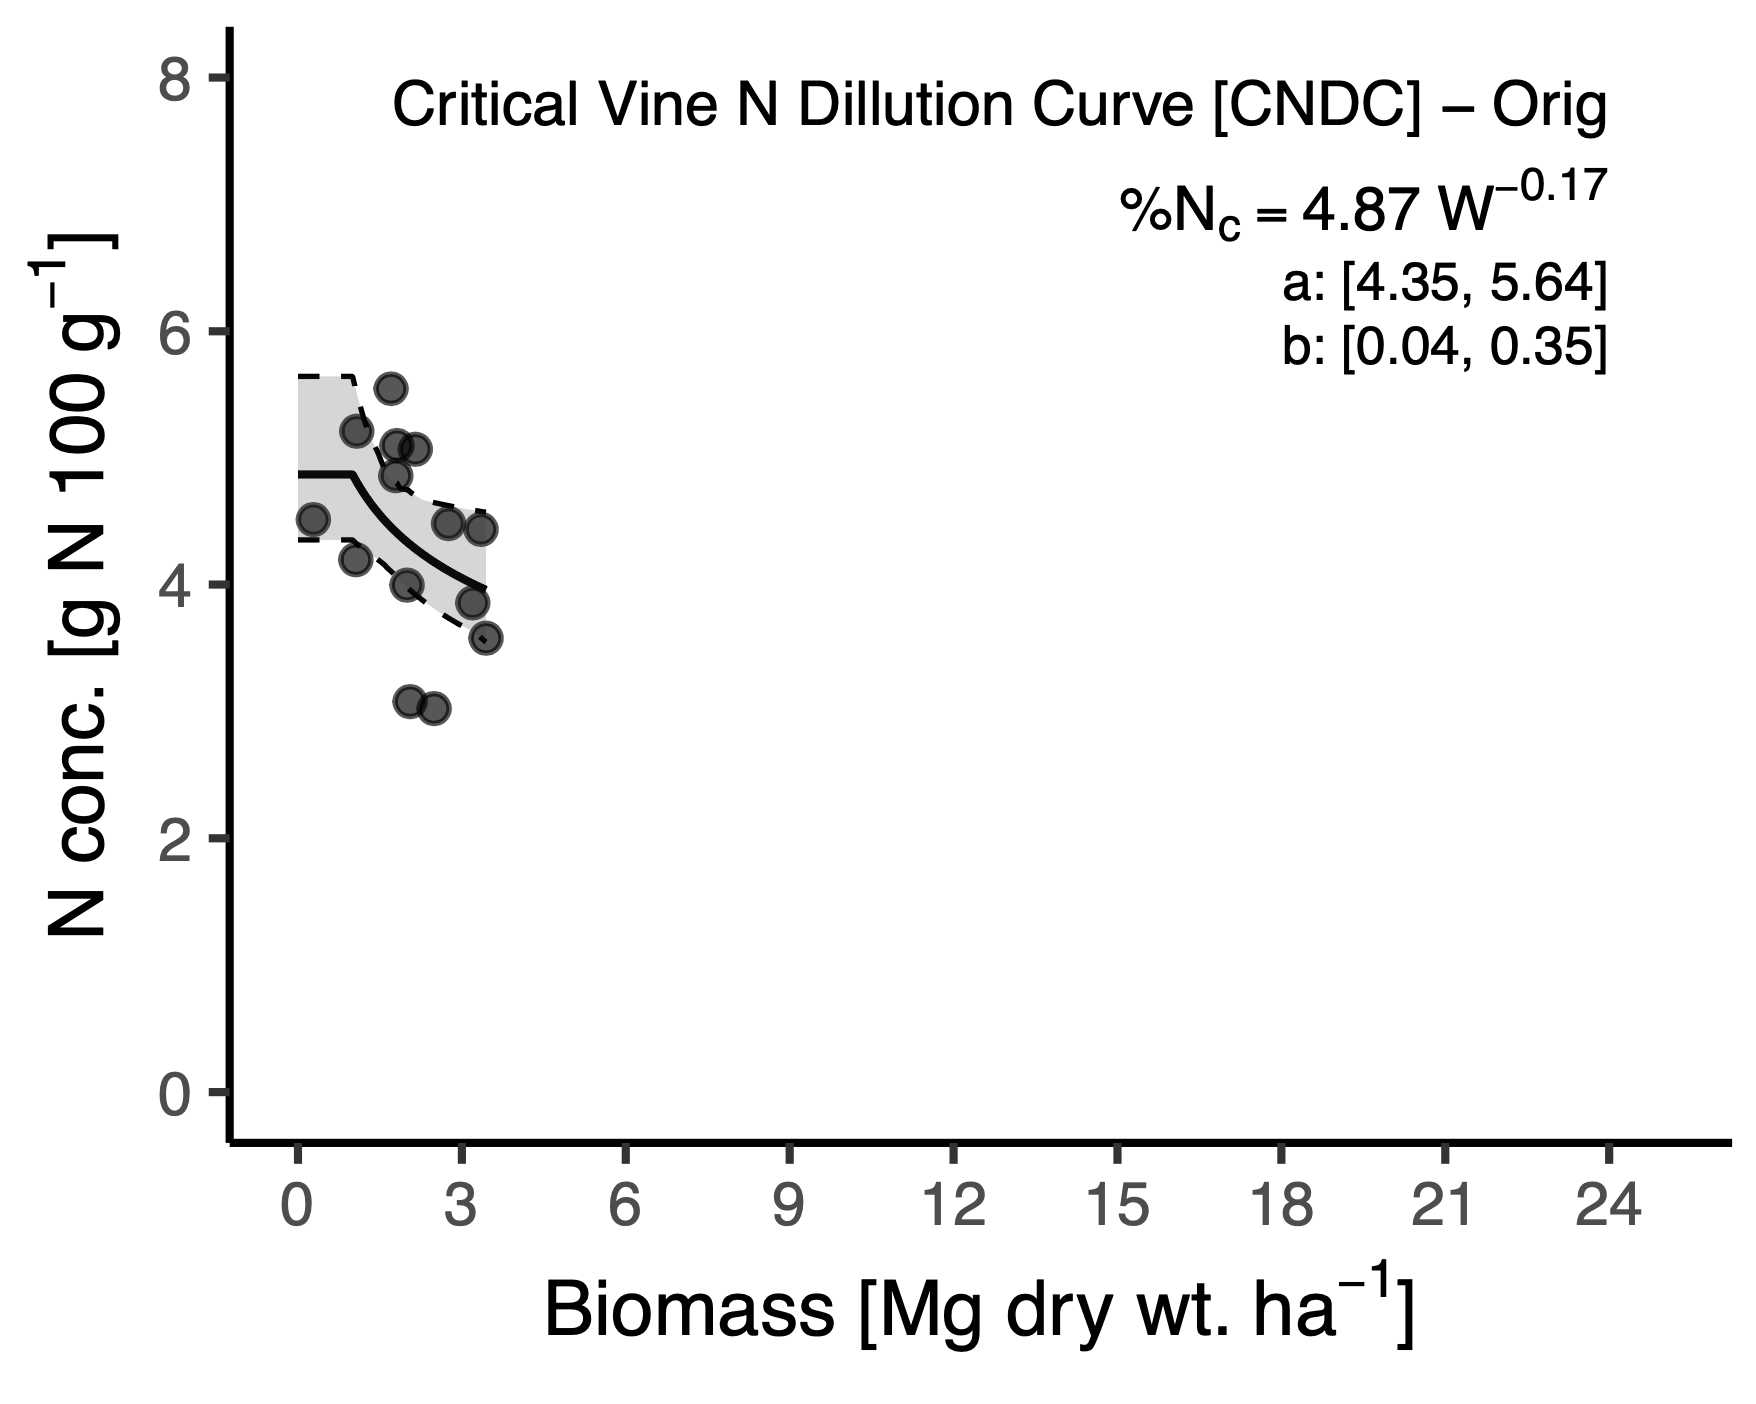 Critical Vine N Dillution Curve [CNDC] – Orig
%Nc = 4.87 W−0.17
a: [4.35, 5.64]
b: [0.04, 0.35]
N conc. [g N 100 g−1]
8
6
4
2
0
0 3 6 9 12 15 18 21 24
Biomass [Mg dry wt. ha−1]